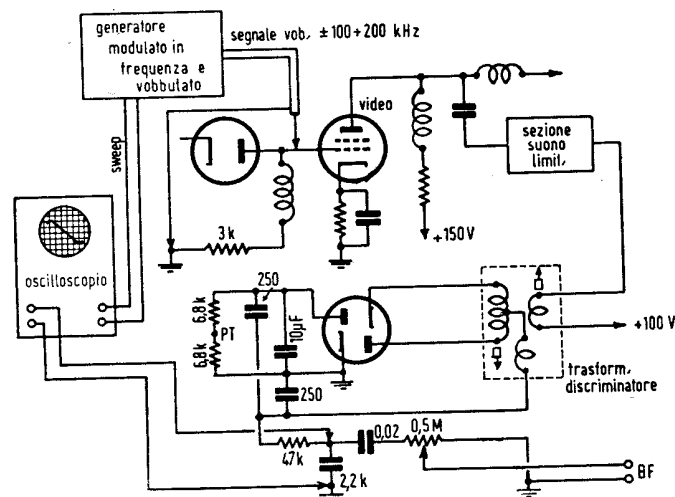 generatore
modulato in
frequenza e
vobbulato
segnale vob. ±100÷200 kHz
video
sweep
sezione
suono
limit.
3k
+150V
oscilloscopio
250
6,8k
PT
6,8k
10µF
250
+100 V
trasform.
discriminatore
0,02
0,5M
47k
2,2k
BF